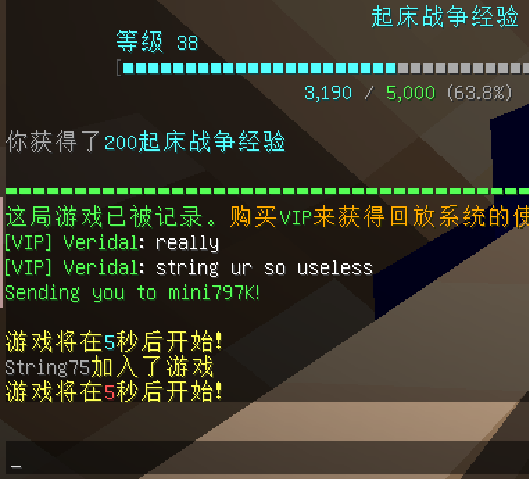 起床战争经验
等级 38
3,190 / 5,000 (63.8%)
你获得了200起床战争经验
这局游戏已被记录。购买VIP来获得回放系统的使
[VIP] Veridal: really
[VIP] Veridal: string ur so useless
Sending you to mini797K!
游戏将在5秒后开始!
String75加入了游戏
游戏将在5秒后开始!